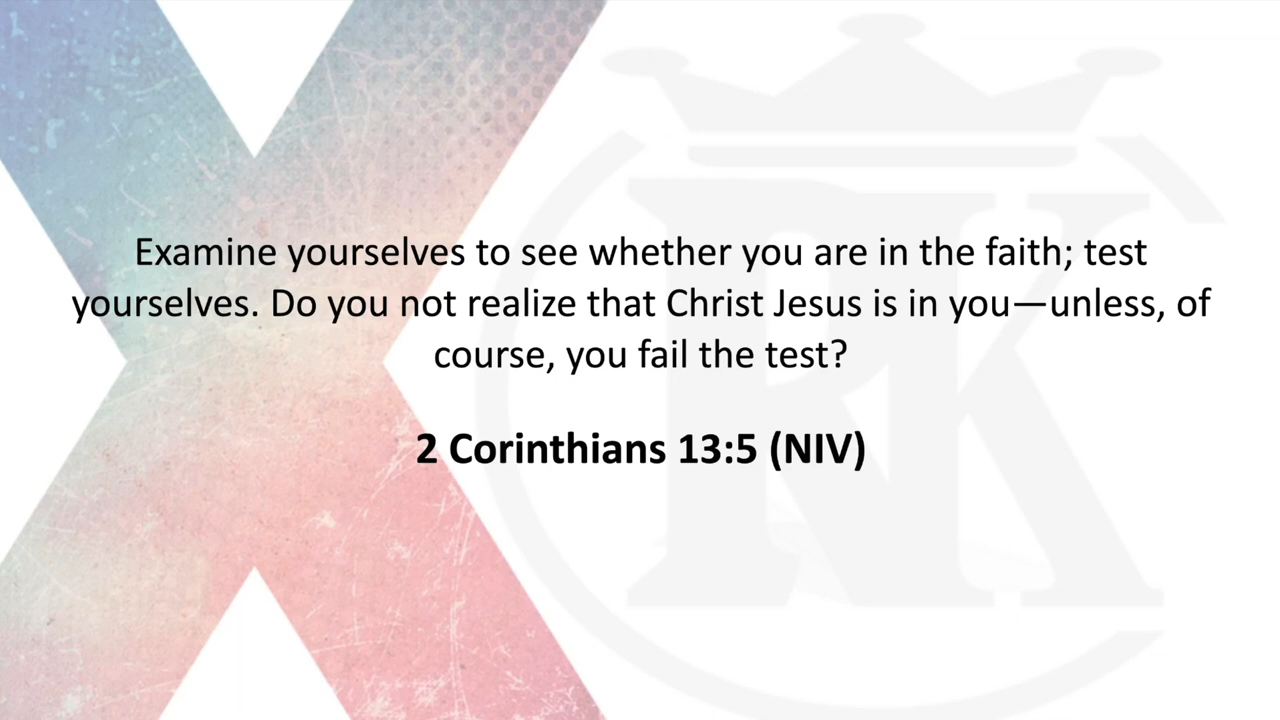 Examine yourselves to see whether you are in the faith; test
yourselves. Do you not realize that Christ Jesus is in you—unless, of
course, you fail the test?
2 Corinthians 13:5 (NIV)